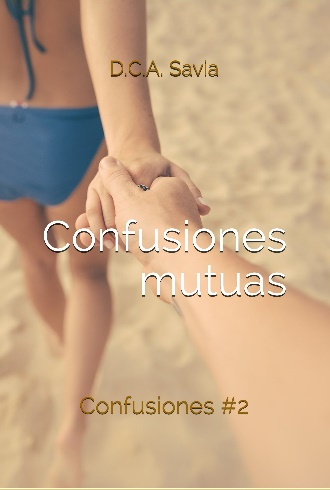 D.C.A. Savla
Confusiones
mutuas
Confusiones #2